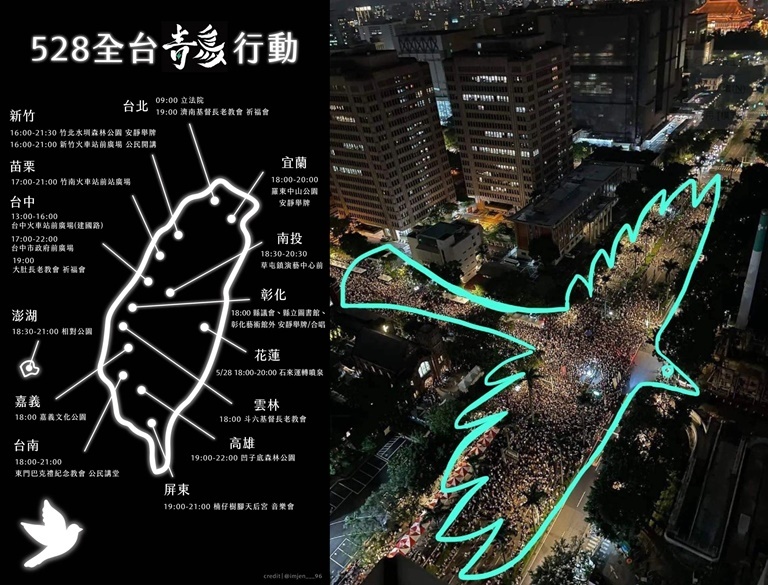 528全台青鳥行動
台北
09:00 立法院
19:00 濟南基督長老教會 祈福會
新竹
16:00-21:30 竹北水圳森林公園 安靜舉牌
16:00-21:00 新竹火車站前廣場 公民開講
苗栗
17:00-21:00 竹南火車站前站廣場
台中
13:00-16:00
台中火車站前廣場(建國路)
17:00-22:00
台中市政府前廣場
19:00
大肚長老教會 祈福會
宜蘭
18:00-20:00
羅東中山公園
安靜舉牌
南投
18:30-20:30
草屯鎮演藝中心前
彰化
18:00 縣議會、縣立圖書館、
彰化藝術館外 安靜舉牌/合唱
澎湖
18:30-21:00 相對公園
花蓮
5/28 18:00-20:00 石來運轉噴泉
嘉義
18:00 嘉義文化公園
雲林
18:00 斗六基督長老教會
台南
18:00-21:00
東門巴克禮紀念教會 公民講堂
高雄
19:00-22:00 凹子底森林公園
屏東
19:00-21:00 楠仔樹腳天后宮 音樂會
credit|@imjen__96